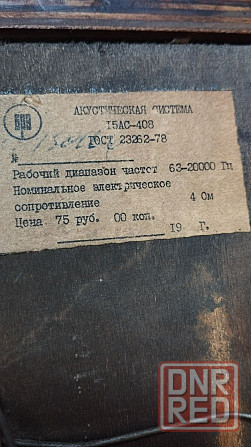 АКУСТИЧЕСКАЯ СИСТЕМА
I5АС-408
ГОСТ 23262-78
№
Рабочий диапазон частот 63-20000 Гц
Номинальное электрическое
сопротивление 4 Ом
Цена 75 руб. 00 коп.
19 Г.
DNR
RED